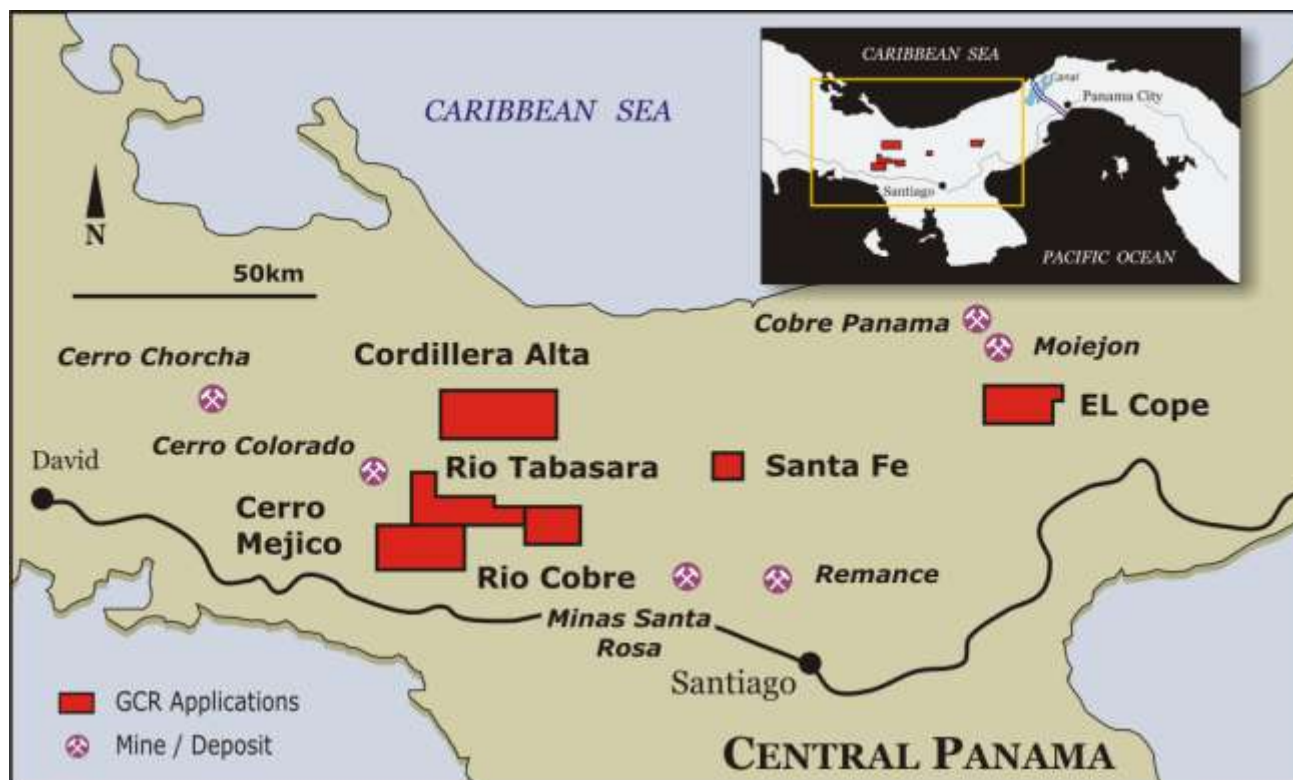 CARIBBEAN SEA
CARIBBEAN SEA
Canal
Panama City
Santiago
PACIFIC OCEAN
N
50km
Cobre Panama
Moiejon
Cerro Chorcha
Cordillera Alta
EL Cope
Cerro Colorado
David
Rio Tabasara
Santa Fe
Cerro
Mejico
Rio Cobre
Remance
Minas Santa
Rosa
Santiago
GCR Applications
Mine / Deposit
CENTRAL PANAMA